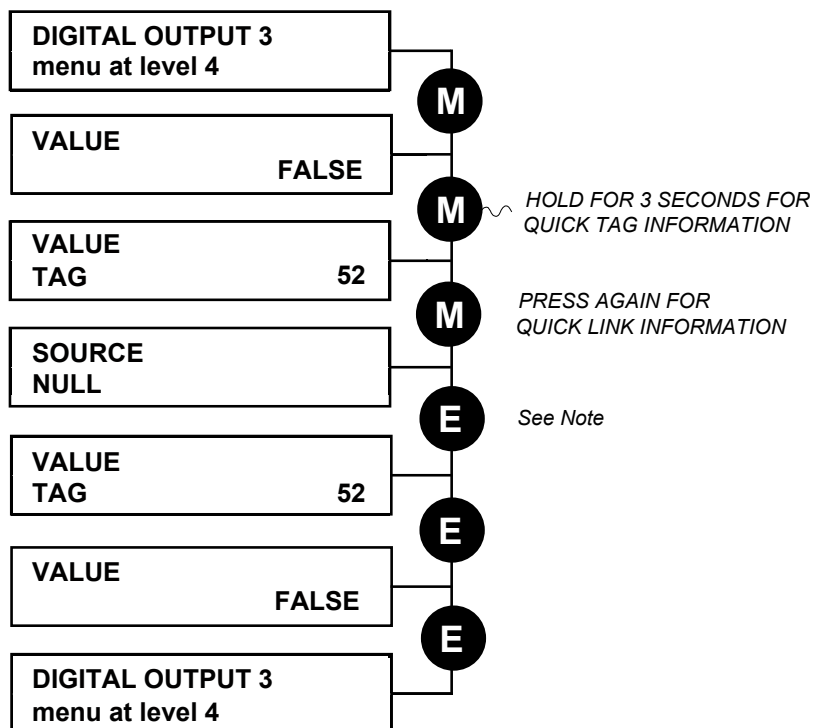 DIGITAL OUTPUT 3
menu at level 4
M
VALUE
FALSE
M
HOLD FOR 3 SECONDS FOR
QUICK TAG INFORMATION
VALUE
TAG 52
M
PRESS AGAIN FOR
QUICK LINK INFORMATION
SOURCE
NULL
E
See Note
VALUE
TAG 52
E
VALUE
FALSE
E
DIGITAL OUTPUT 3
menu at level 4